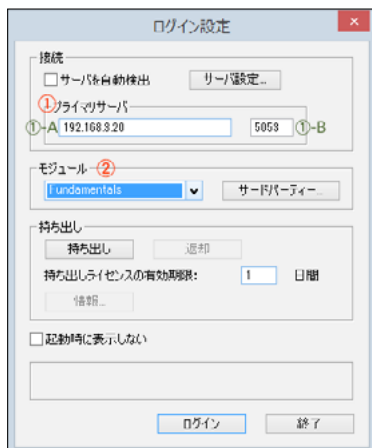 ログイン設定
×
接続
サーバを自動検出
サーバ設定...
①プライマリサーバ
①-A 192.168.3.20 5053 ①-B
モジュール ②
Fundamentals
サードパーティー...
持ち出し
持ち出し 返却
持ち出しライセンスの有効期限: 1 日間
情報...
起動時に表示しない
ログイン 終了